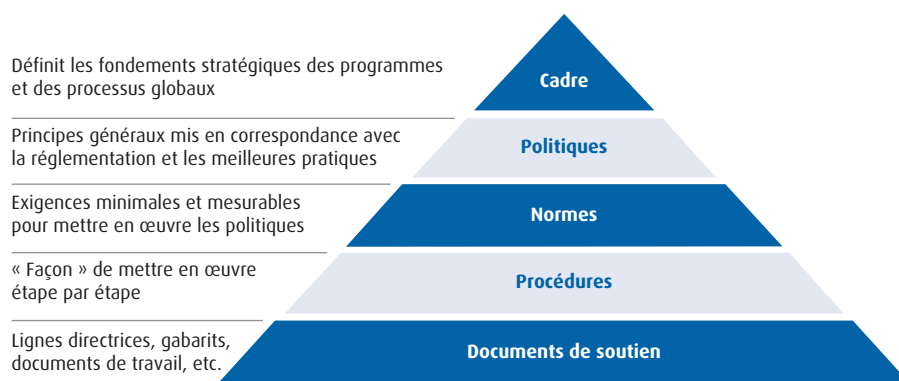 Définit les fondements stratégiques des programmes
et des processus globaux
Cadre
Principes généraux mis en correspondance avec
la réglementation et les meilleures pratiques
Politiques
Exigences minimales et mesurables
pour mettre en œuvre les politiques
Normes
« Façon » de mettre en œuvre
étape par étape
Procédures
Lignes directrices, gabarits,
documents de travail, etc.
Documents de soutien